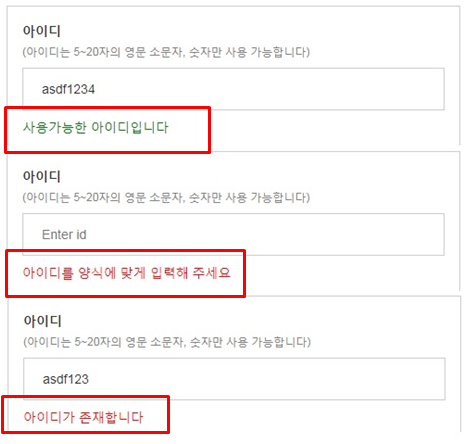 아이디
(아이디는 5~20자의 영문 소문자, 숫자만 사용 가능합니다)
asdf1234
사용가능한 아이디입니다
아이디
(아이디는 5~20자의 영문 소문자, 숫자만 사용 가능합니다)
Enter id
아이디를 양식에 맞게 입력해 주세요
아이디
(아이디는 5~20자의 영문 소문자, 숫자만 사용 가능합니다)
asdf123
아이디가 존재합니다